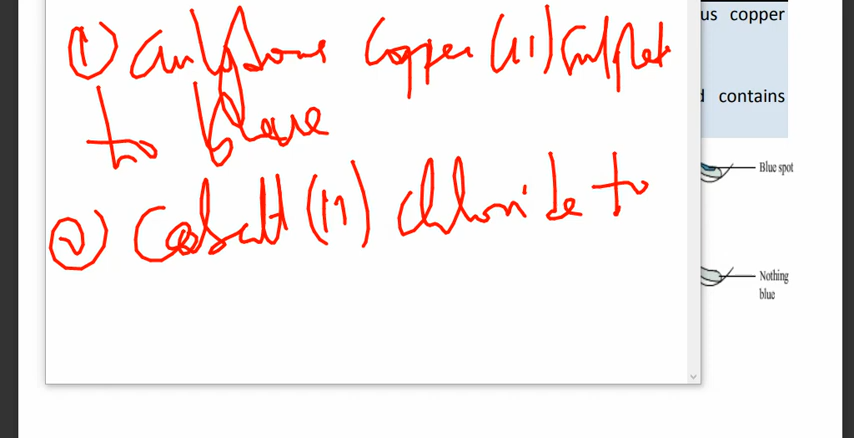 us copper
① anhydrous Copper (II) sulphate
contains
to blue
Blue spot
② Cobalt (II) chloride to
Nothing
blue